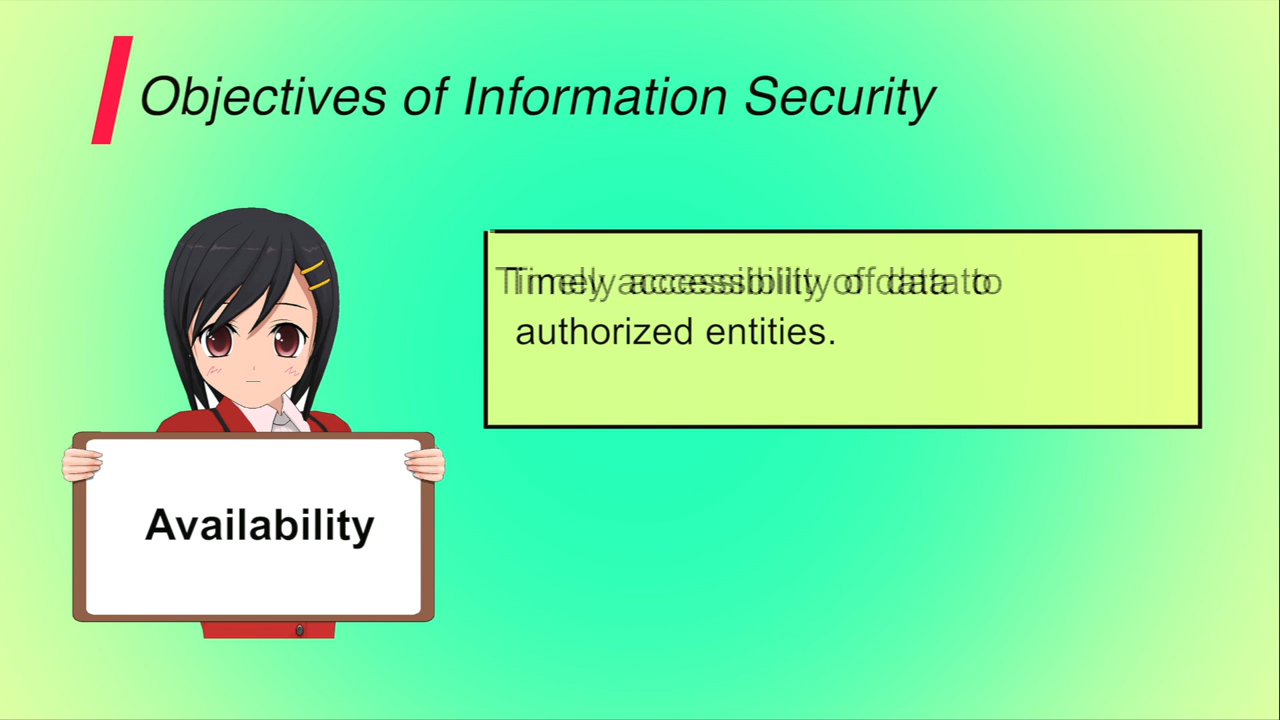 Objectives of Information Security
Timely accessibility of data to
authorized entities.
Availability